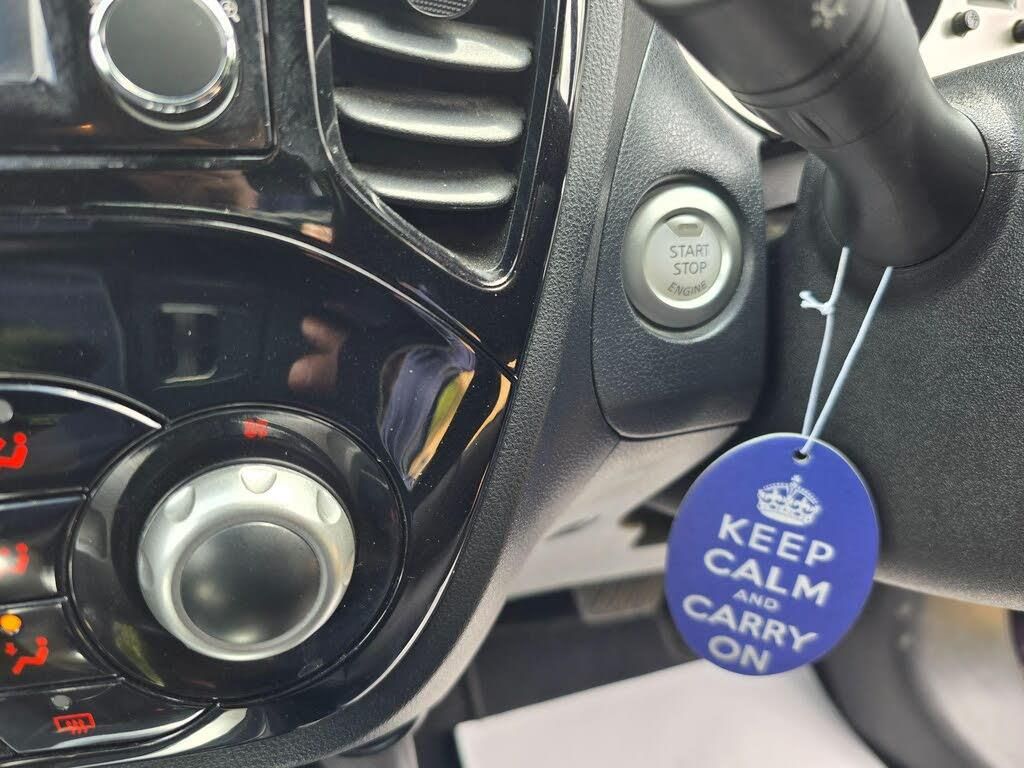 START
STOP
ENGINE
KEEP
CALM
AND
CARRY
ON